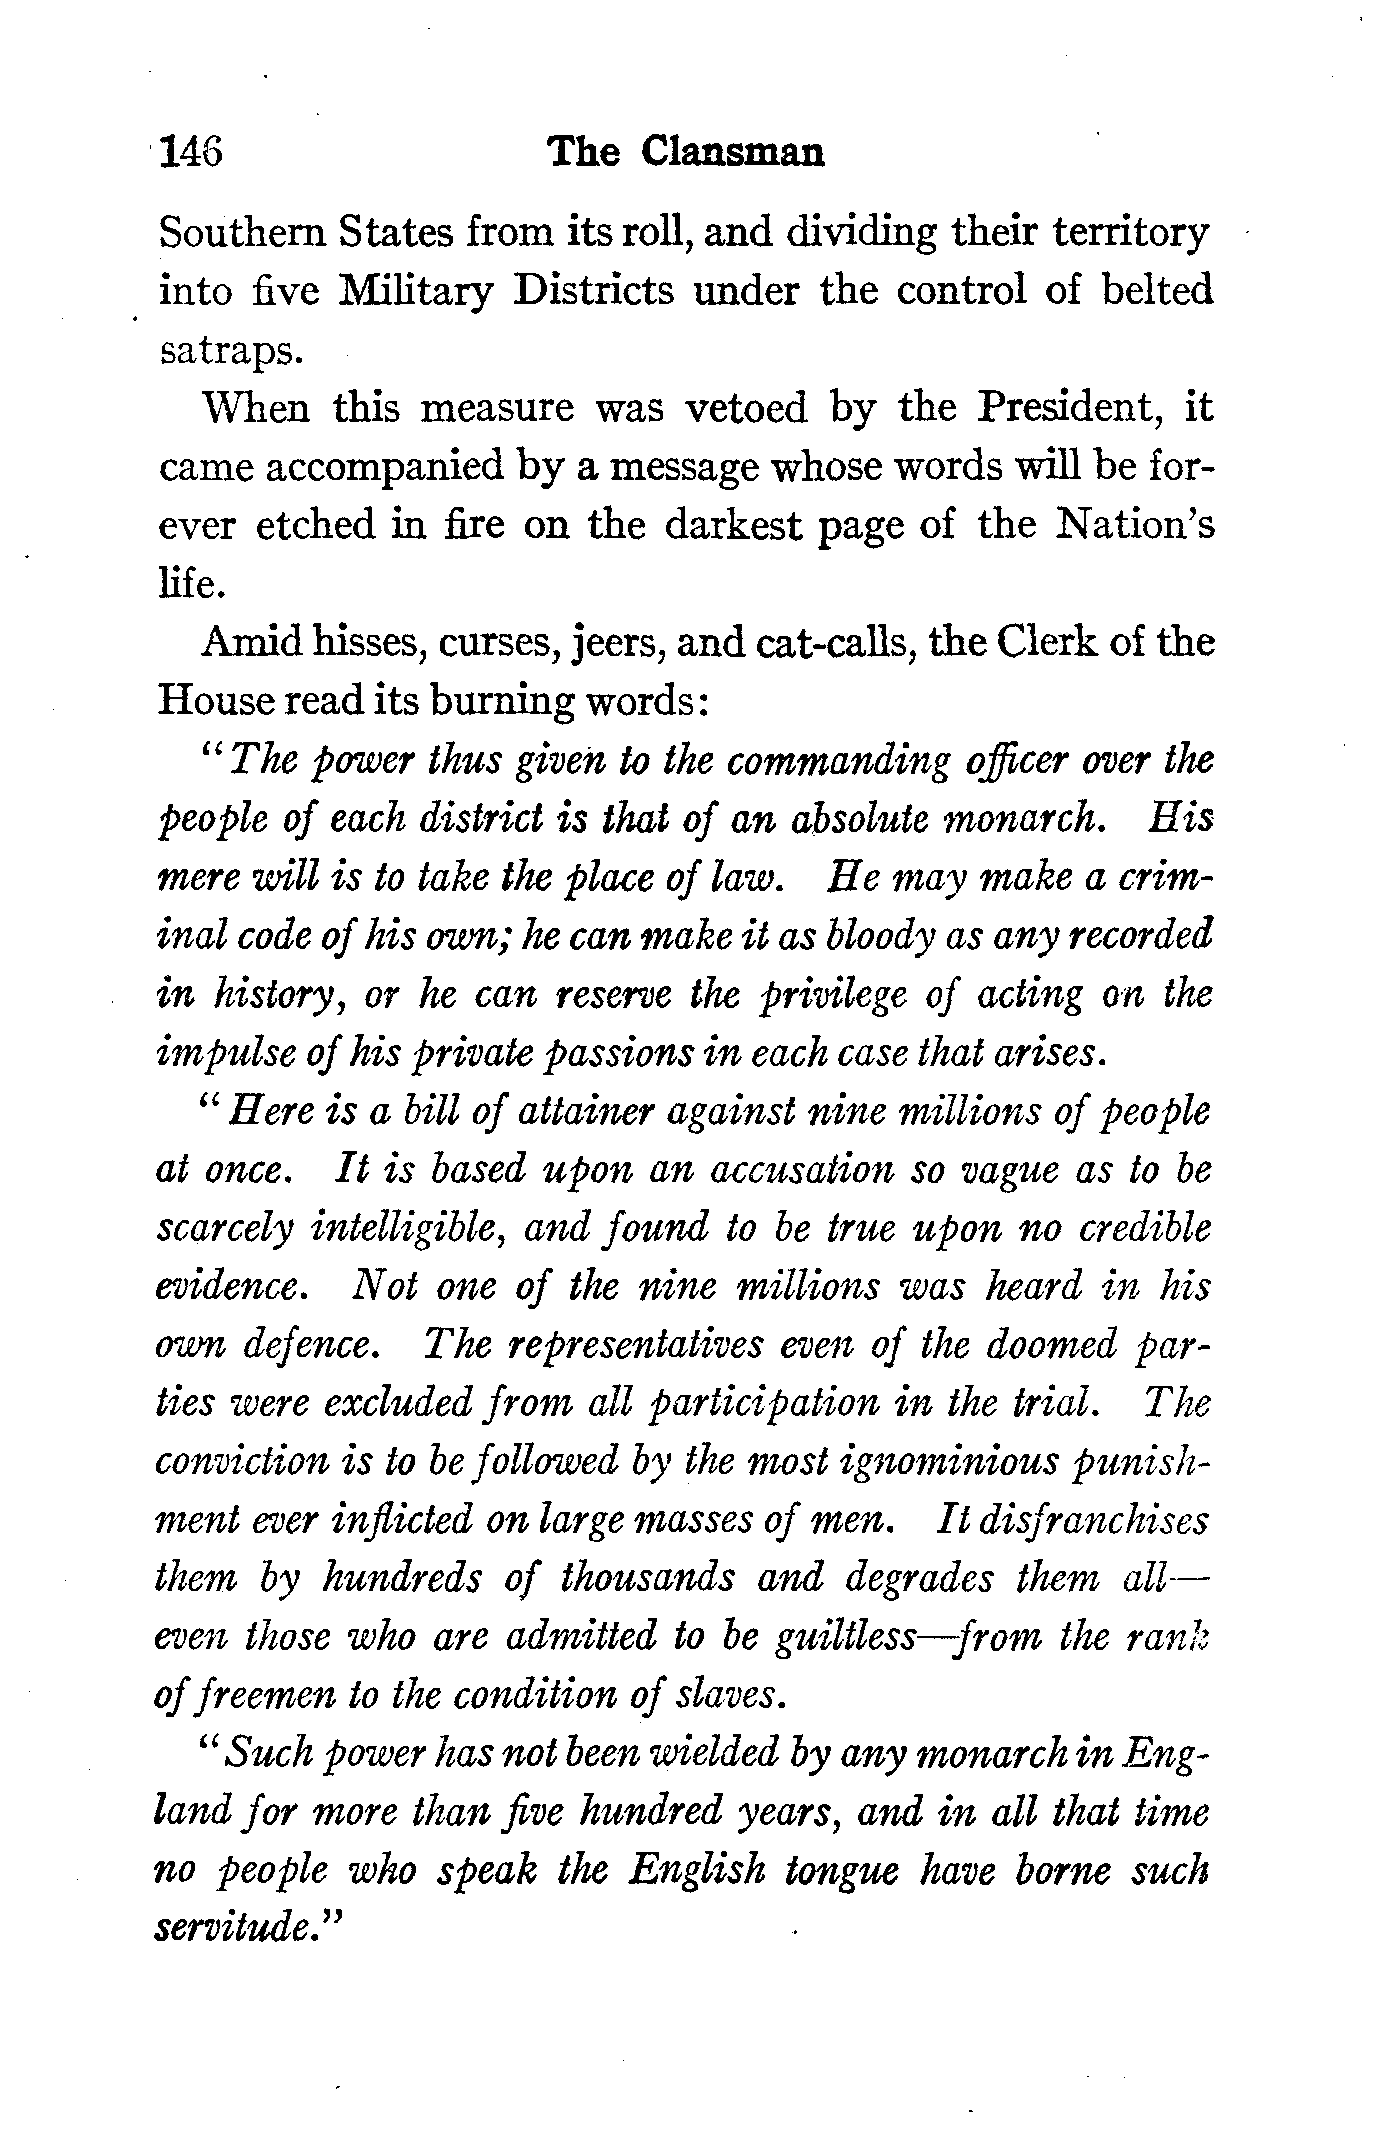 146 The Clansman
Southern States from its roll, and dividing their territory
into five Military Districts under the control of belted
satraps.
When this measure was vetoed by the President, it
came accompanied by a message whose words will be for-
ever etched in fire on the darkest page of the Nation's
life.
Amid hisses, curses, jeers, and cat-calls, the Clerk of the
House read its burning words:
"The power thus given to the commanding officer over the
people of each district is that of an absolute monarch. His
mere will is to take the place of law. He may make a crim-
inal code of his own; he can make it as bloody as any recorded
in history, or he can reserve the privilege of acting on the
impulse of his private passions in each case that arises.
"Here is a bill of attainer against nine millions of people
at once. It is based upon an accusation so vague as to be
scarcely intelligible, and found to be true upon no credible
evidence. Not one of the nine millions was heard in his
own defence. The representatives even of the doomed par-
ties were excluded from all participation in the trial. The
conviction is to be followed by the most ignominious punish-
ment ever inflicted on large masses of men. It disfranchises
them by hundreds of thousands and degrades them all—
even those who are admitted to be guiltless—from the rank
of freemen to the condition of slaves.
"Such power has not been wielded by any monarch in Eng-
land for more than five hundred years, and in all that time
no people who speak the English tongue have borne such
servitude."